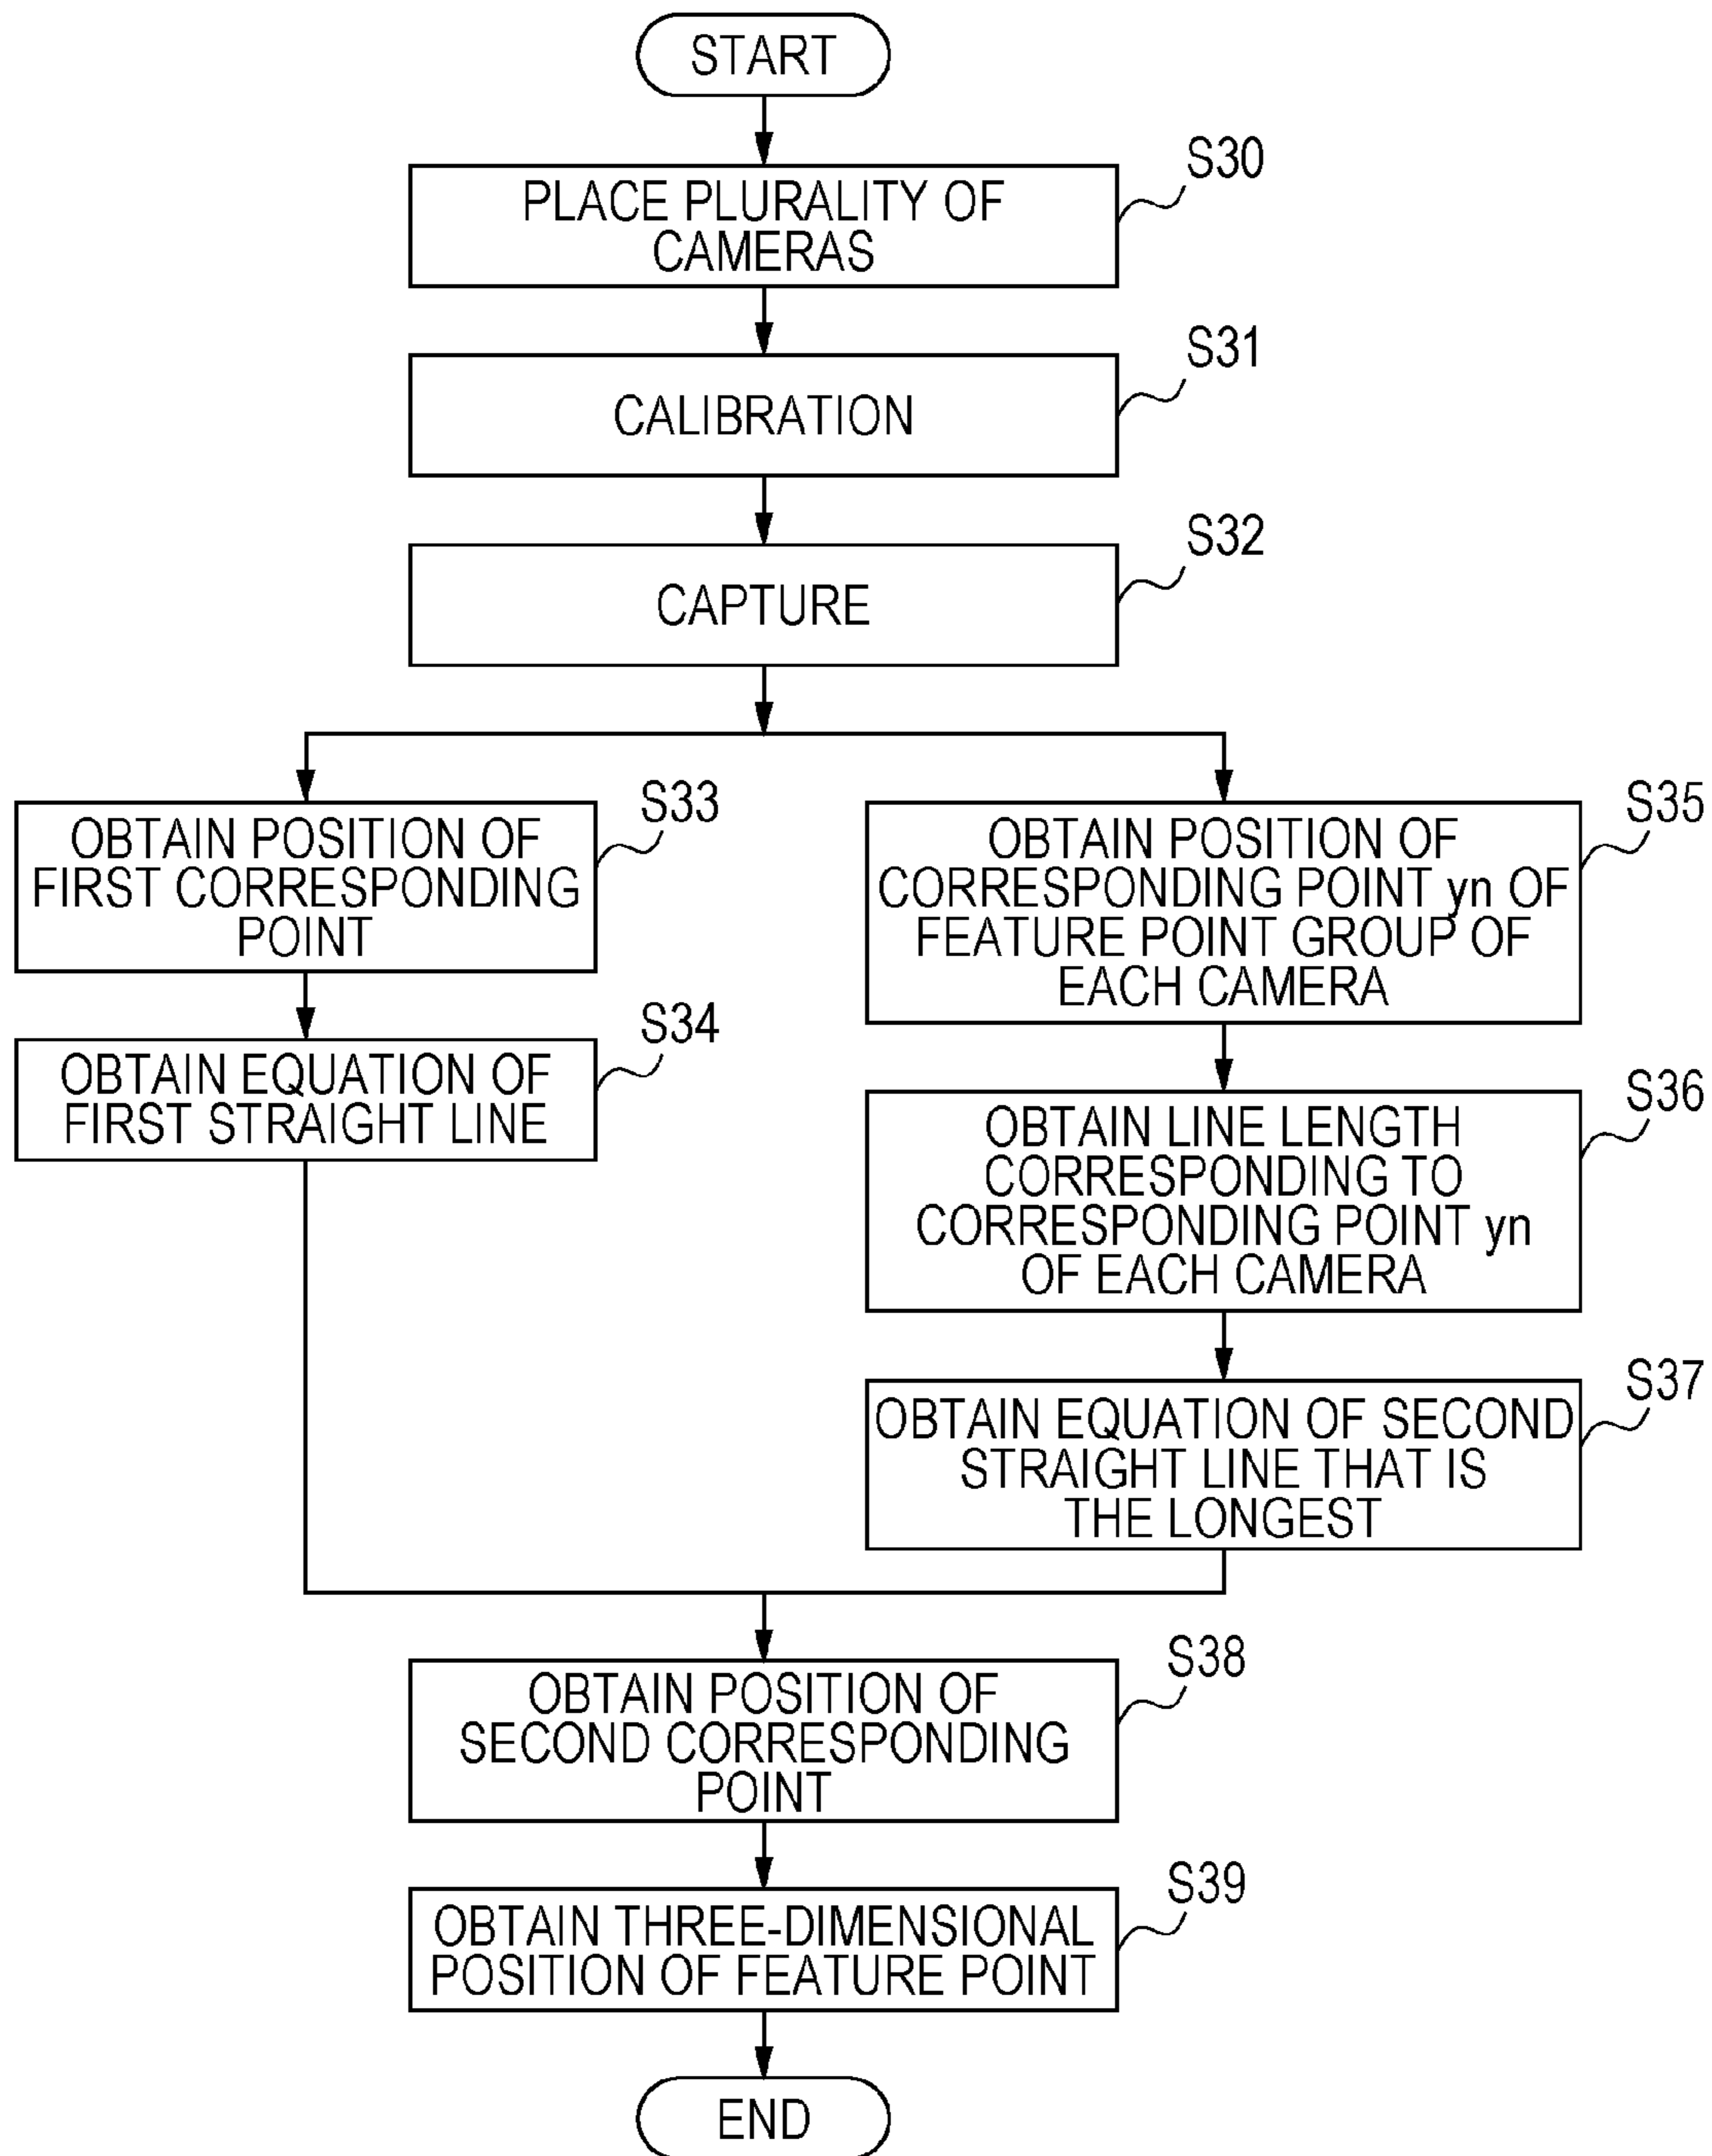 START
S30
PLACE PLURALITY OF
CAMERAS
S31
CALIBRATION
S32
CAPTURE
S33
OBTAIN POSITION OF
FIRST CORRESPONDING
POINT
S34
OBTAIN EQUATION OF
FIRST STRAIGHT LINE
S35
OBTAIN POSITION OF
CORRESPONDING POINT yn OF
FEATURE POINT GROUP OF
EACH CAMERA
S36
OBTAIN LINE LENGTH
CORRESPONDING TO
CORRESPONDING POINT yn
OF EACH CAMERA
S37
OBTAIN EQUATION OF SECOND
STRAIGHT LINE THAT IS
THE LONGEST
S38
OBTAIN POSITION OF
SECOND CORRESPONDING
POINT
S39
OBTAIN THREE-DIMENSIONAL
POSITION OF FEATURE POINT
END